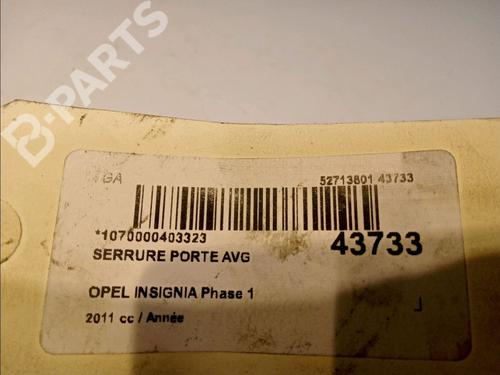 B-PARTS
GA
52713801 43733
*1070000403323
43733
SERRURE PORTE AVG
OPEL INSIGNIA Phase 1
2011 cc / Année